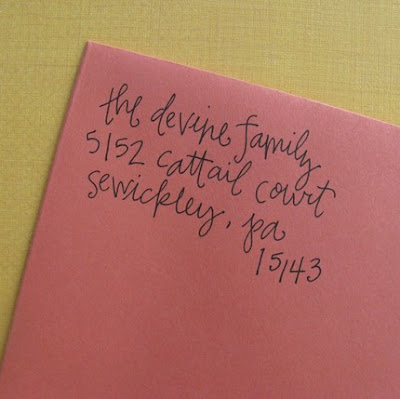 the devine family
5152 cattail court
sewickley, pa
15143